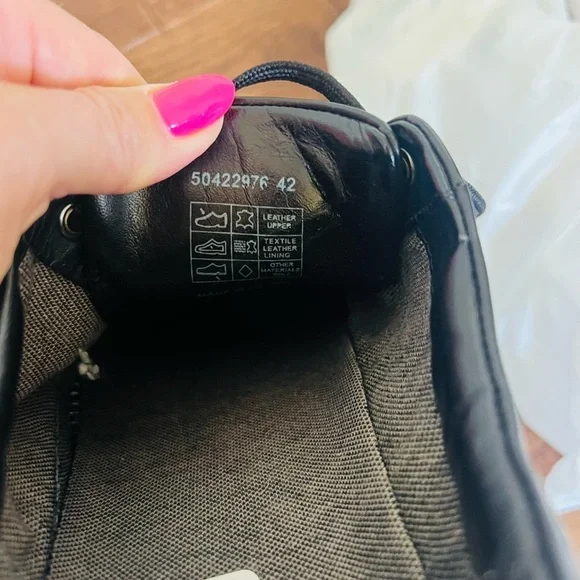 50422976 42
LEATHER
UPPER
TEXTILE
LEATHER
LINING
OTHER
MATERIALS